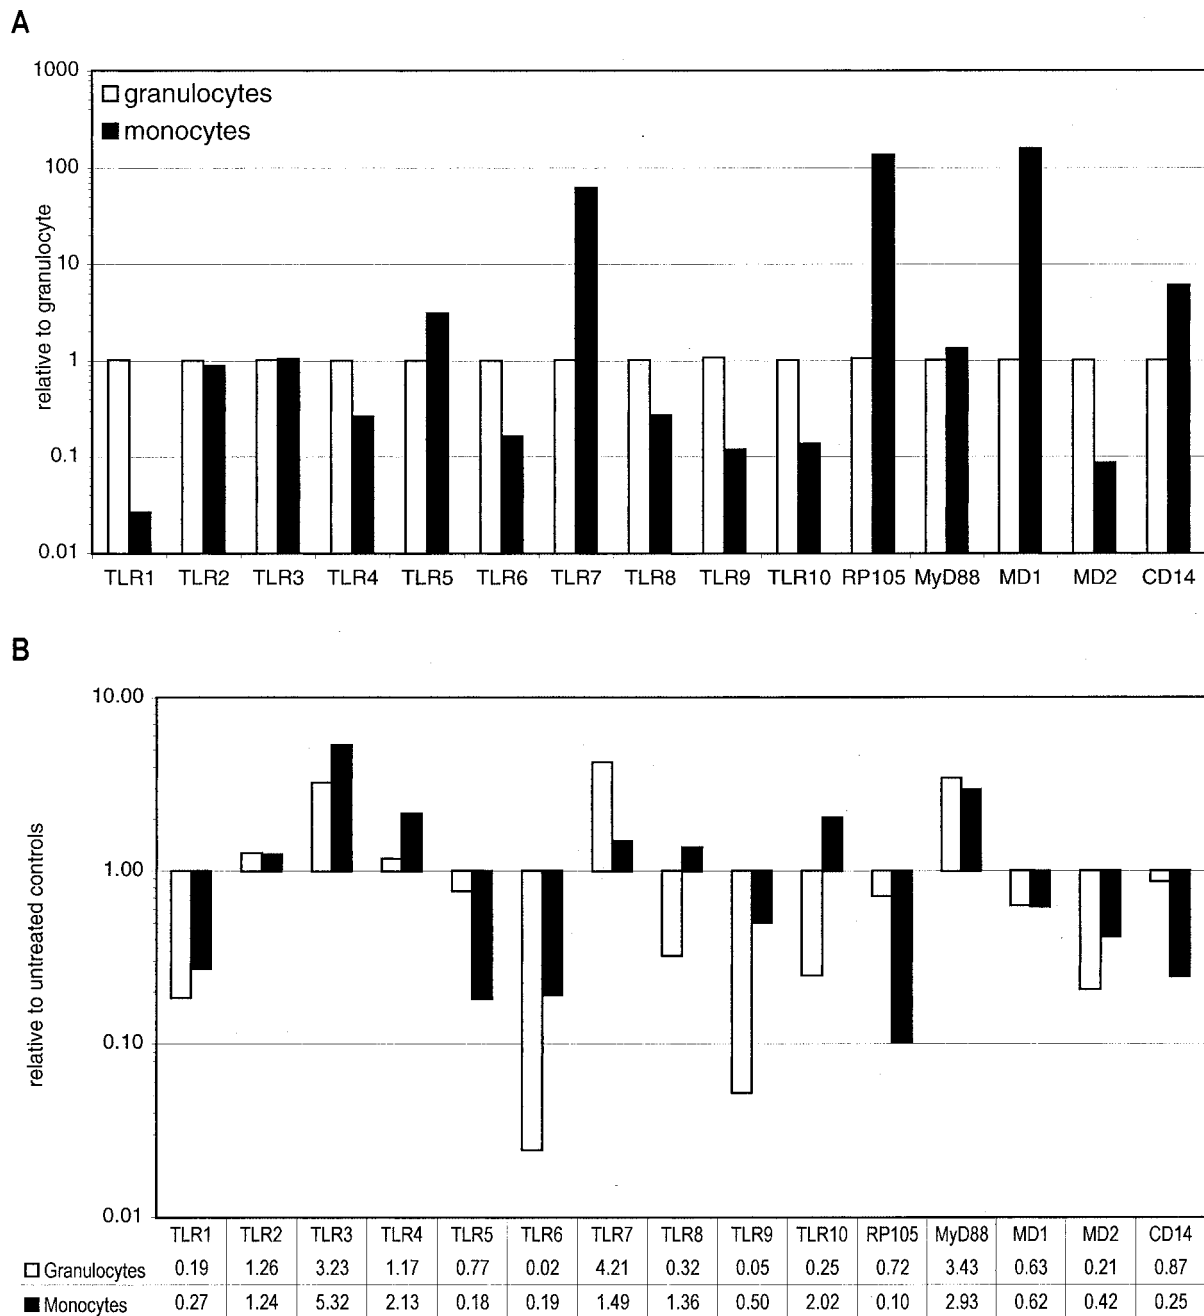 A
1000
granulocytes
monocytes
100
10
1
0.1
0.01
relative to granulocyte
TLR1 TLR2 TLR3 TLR4 TLR5 TLR6 TLR7 TLR8 TLR9 TLR10 RP105 MyD88 MD1 MD2 CD14
B
10.00
1.00
0.10
0.01
relative to untreated controls
TLR1 TLR2 TLR3 TLR4 TLR5 TLR6 TLR7 TLR8 TLR9 TLR10 RP105 MyD88 MD1 MD2 CD14
Granulocytes 0.19 1.26 3.23 1.17 0.77 0.02 4.21 0.32 0.05 0.25 0.72 3.43 0.63 0.21 0.87
Monocytes 0.27 1.24 5.32 2.13 0.18 0.19 1.49 1.36 0.50 2.02 0.10 2.93 0.62 0.42 0.25